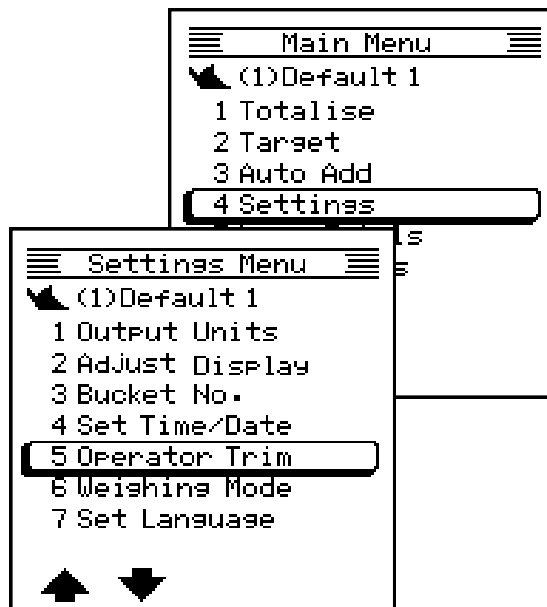 Main Menu
(1)Default 1
1 Totalise
2 Target
3 Auto Add
4 Settings
Settings Menu
(1)Default 1
1 Output Units
2 Adjust Display
3 Bucket No.
4 Set Time/Date
5 Operator Trim
6 Weighing Mode
7 Set Language